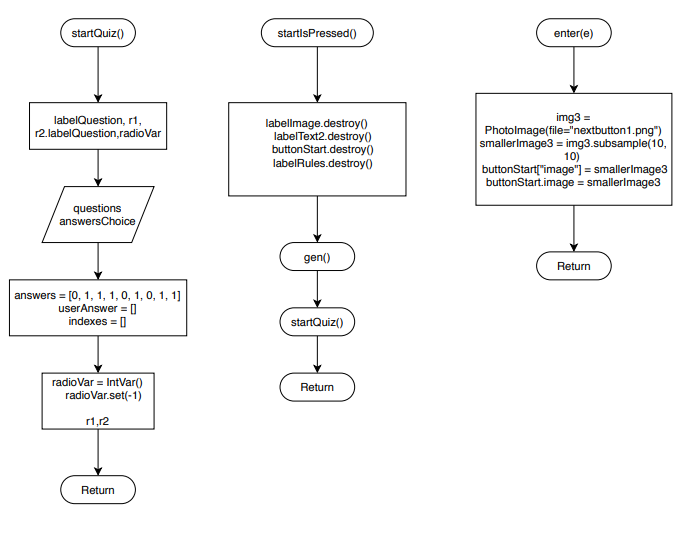 startQuiz()
labelQuestion, r1,
r2.labelQuestion,radioVar
questions
answersChoice
answers = [0, 1, 1, 1, 0, 1, 0, 1, 1]
userAnswer = []
indexes = []
radioVar = IntVar()
radioVar.set(-1)
r1,r2
Return
startIsPressed()
labelImage.destroy()
labelText2.destroy()
buttonStart.destroy()
labelRules.destroy()
gen()
startQuiz()
Return
enter(e)
img3 =
PhotoImage(file="nextbutton1.png")
smallerImage3 = img3.subsample(10,
10)
buttonStart["image"] = smallerImage3
buttonStart.image = smallerImage3
Return